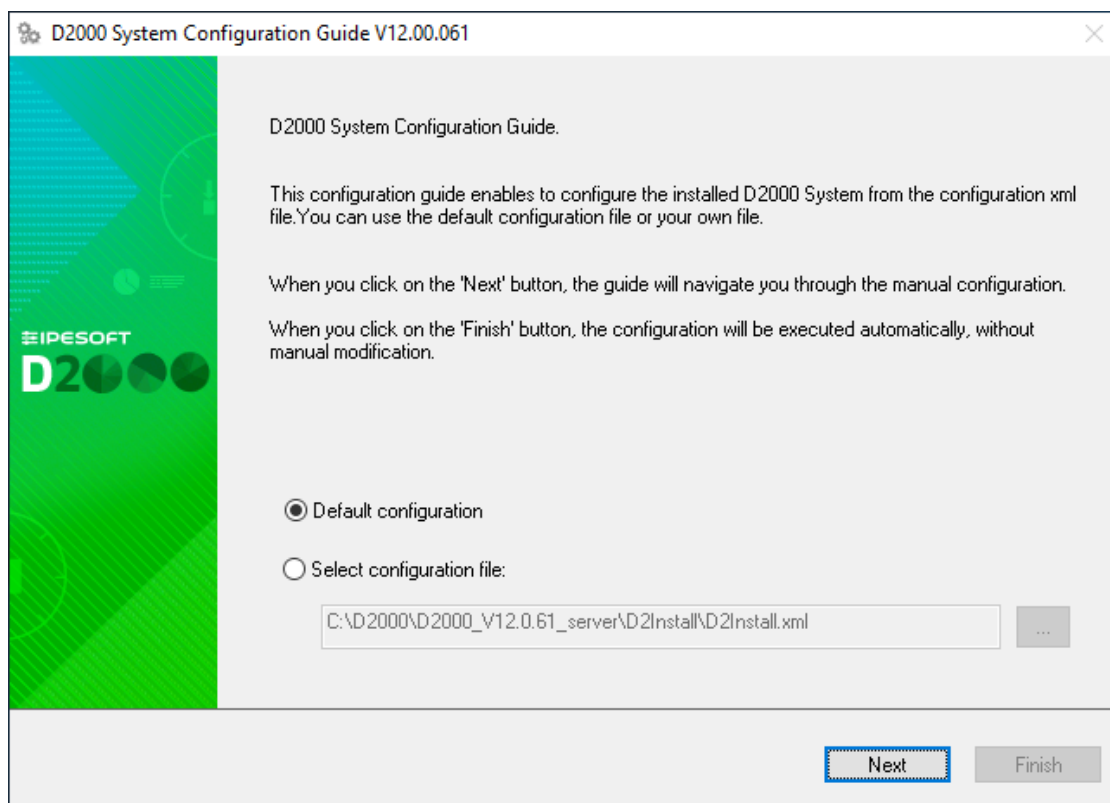 D2000 System Configuration Guide V12.00.061
D2000 System Configuration Guide.
This configuration guide enables to configure the installed D2000 System from the configuration xml
file.You can use the default configuration file or your own file.
When you click on the 'Next' button, the guide will navigate you through the manual configuration.
When you click on the 'Finish' button, the configuration will be executed automatically, without
manual modification.
IPESOFT
D2000
Default configuration
Select configuration file:
C:\D2000\D2000_V12.0.61_server\D2Install\D2Install.xml
...
Next
Finish